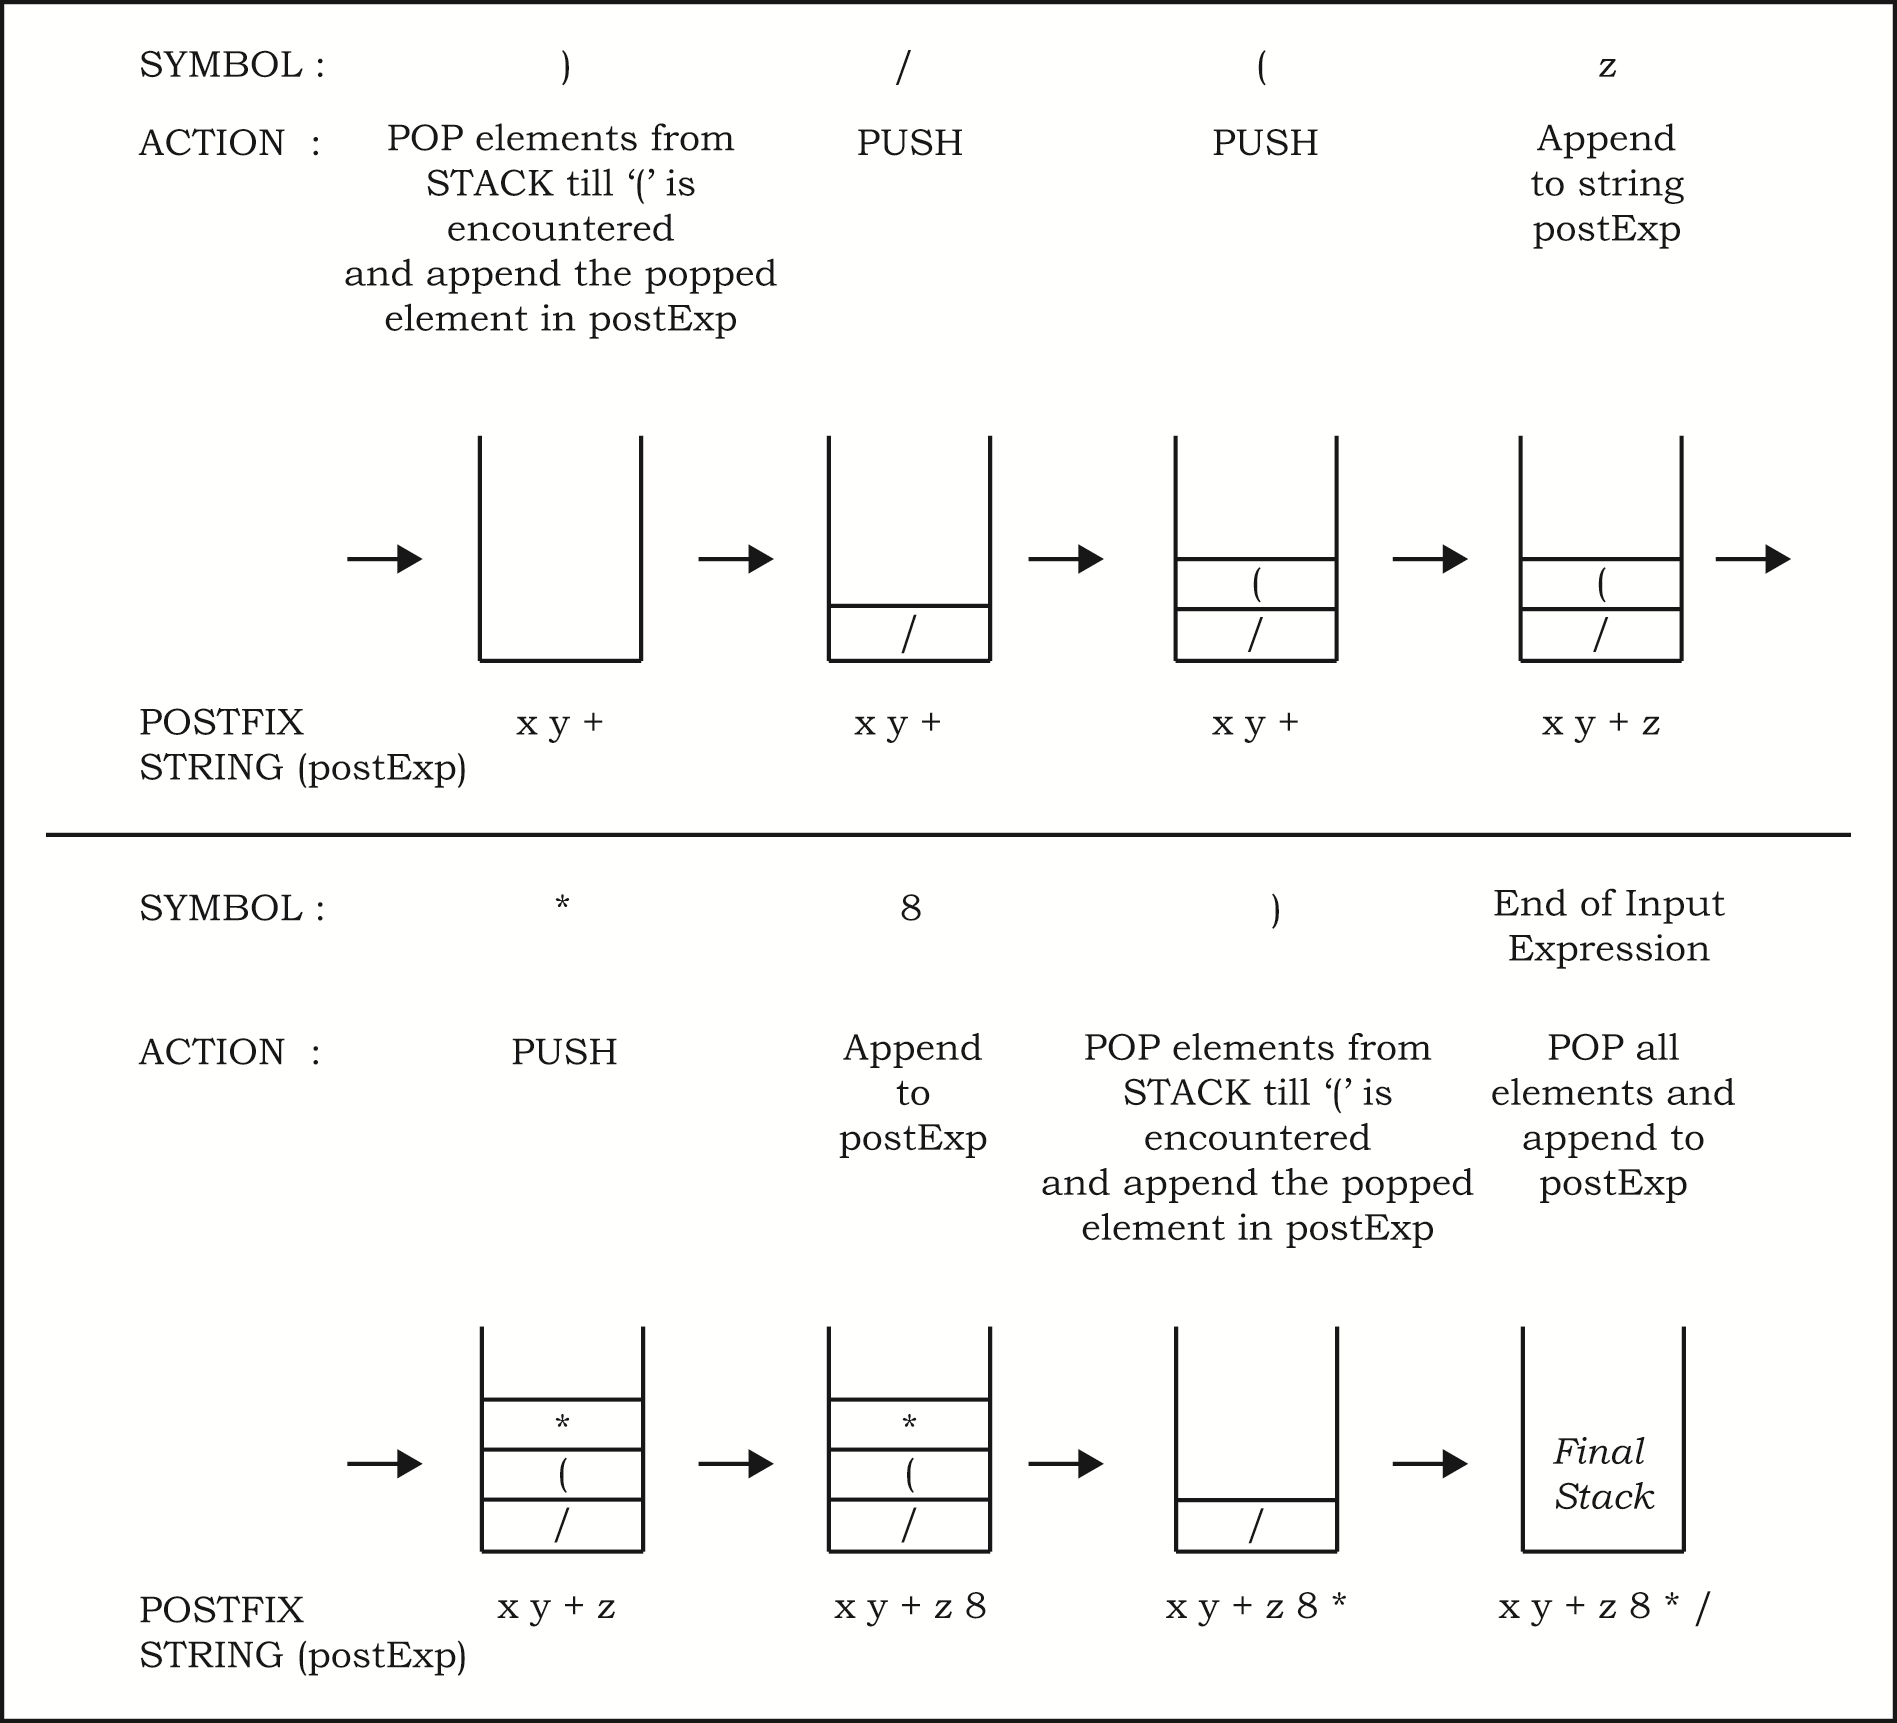 SYMBOL : ) / ( z
ACTION : POP elements from PUSH PUSH Append
STACK till ‘(’ is to string
encountered postExp
and append the popped
element in postExp
( (
/ / /
POSTFIX x y + x y + x y + x y + z
STRING (postExp)
SYMBOL : * 8 ) End of Input
Expression
ACTION : PUSH Append POP elements from POP all
to STACK till ‘(’ is elements and
postExp encountered append to
and append the popped postExp
element in postExp
* * Final
( ( Stack
/ / /
POSTFIX x y + z x y + z 8 x y + z 8 * x y + z 8 * /
STRING (postExp)